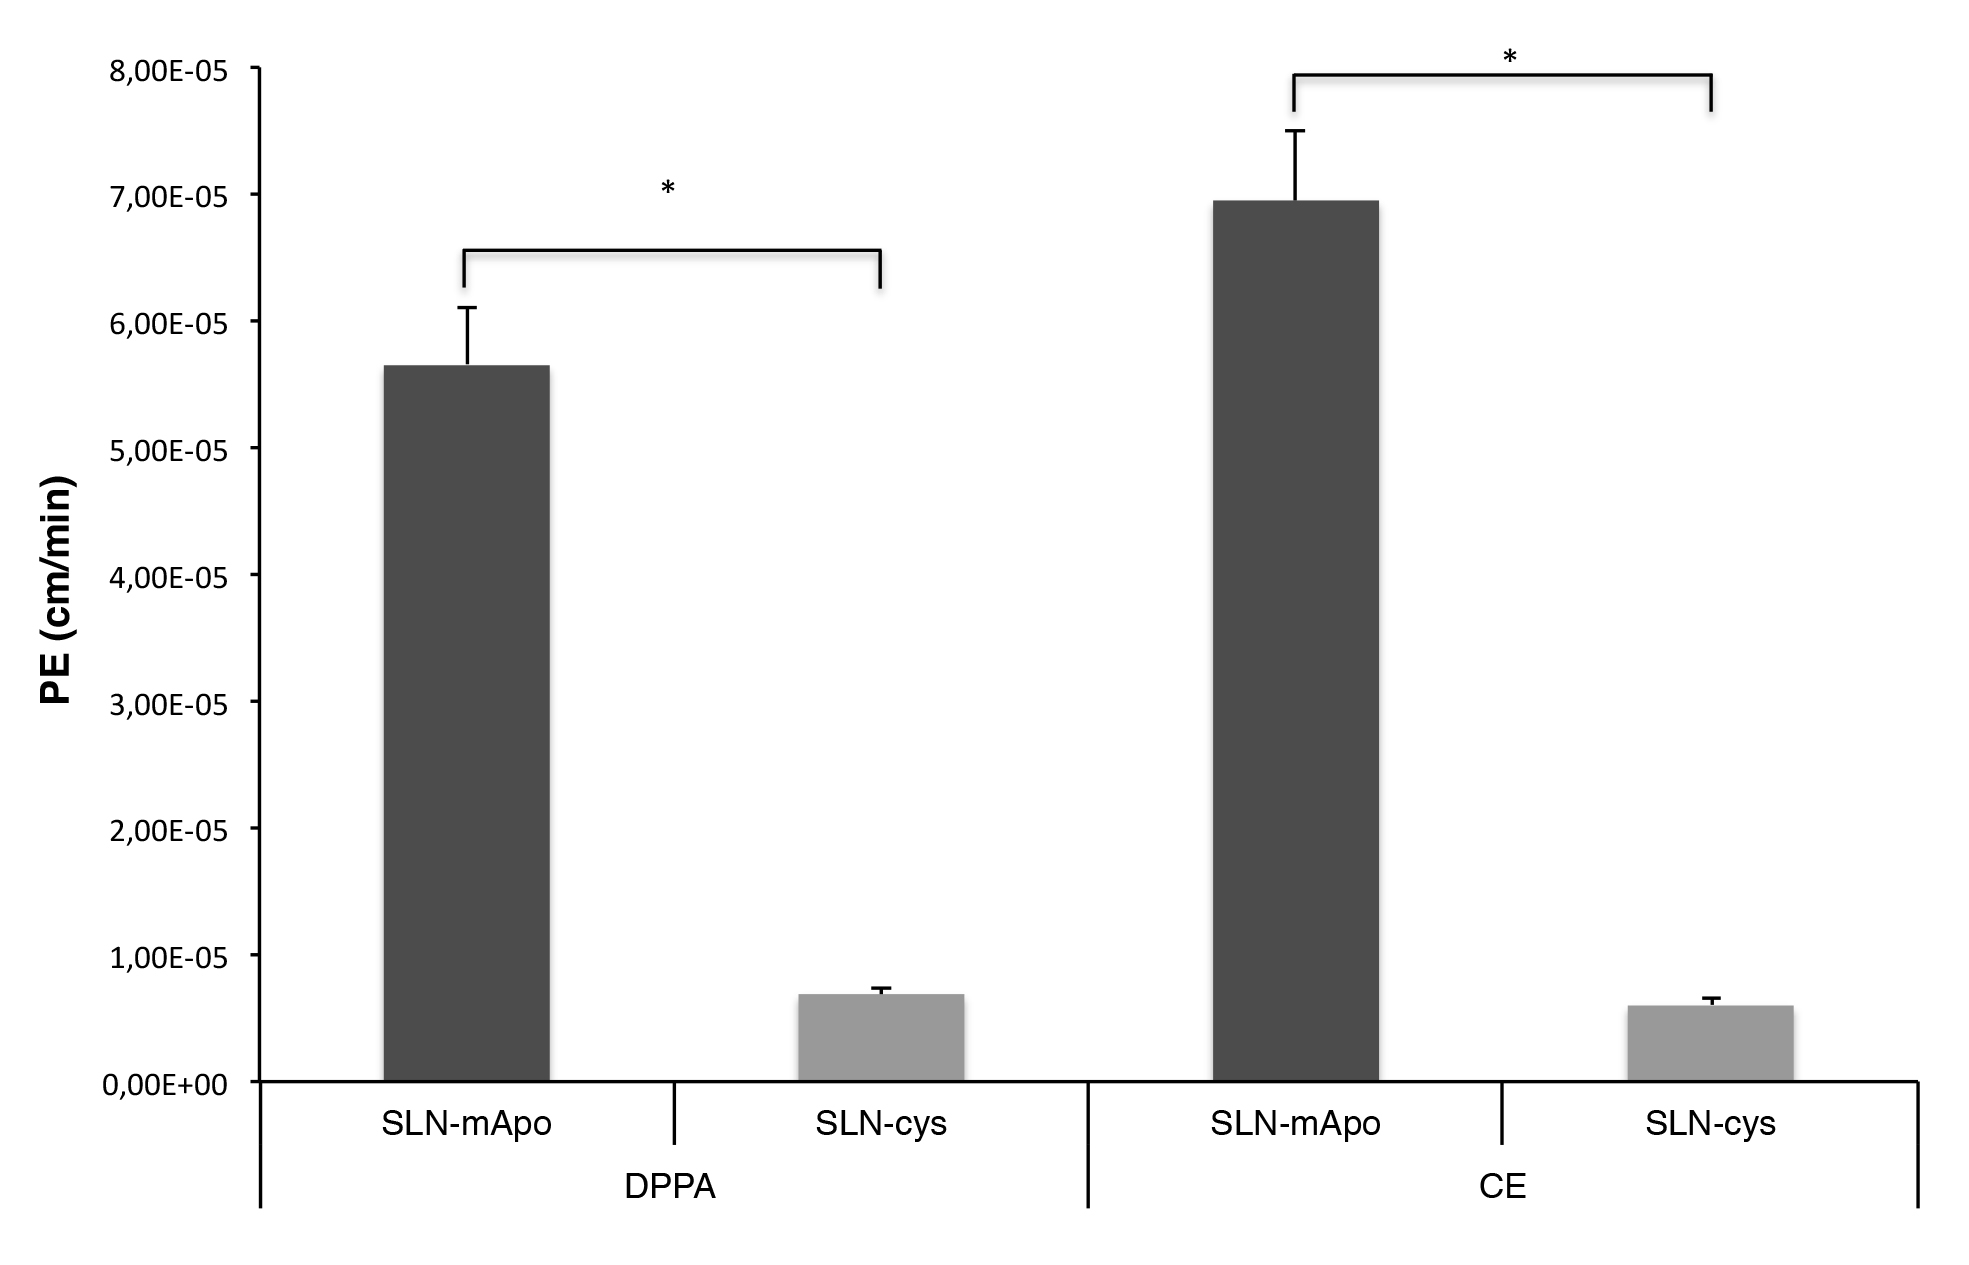 *
8,00E-05
*
7,00E-05
6,00E-05
5,00E-05
4,00E-05
3,00E-05
2,00E-05
1,00E-05
0,00E+00
PE (cm/min)
SLN-mApo SLN-cys SLN-mApo SLN-cys
DPPA CE